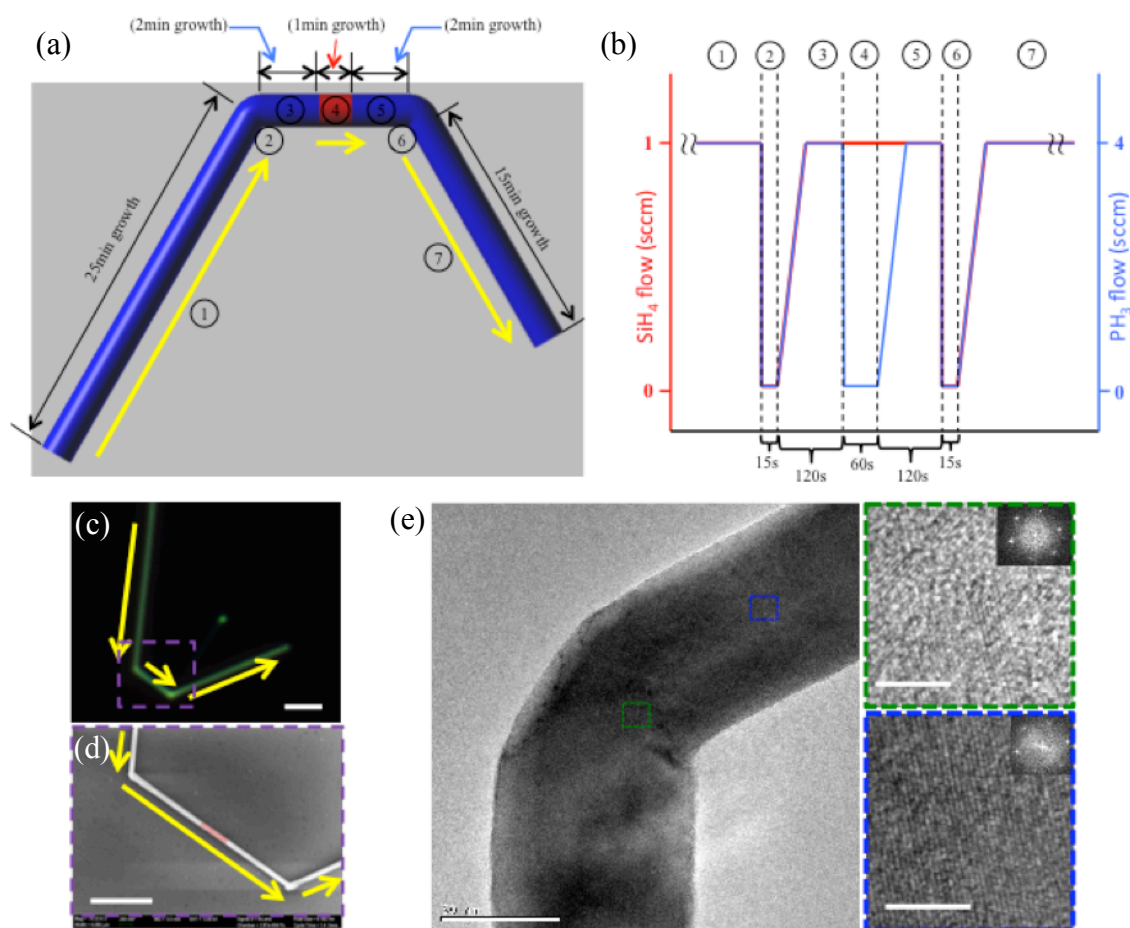 (a)
(2min growth)
(1min growth)
(2min growth)
3
4
5
2
6
25min growth
15min growth
1
7
(b)
1 2 3 4 5 6 7
1
0
SiH4 flow (sccm)
4
0
PH3 flow (sccm)
15s
120s
60s
120s
15s
(c)
(d)
(e)